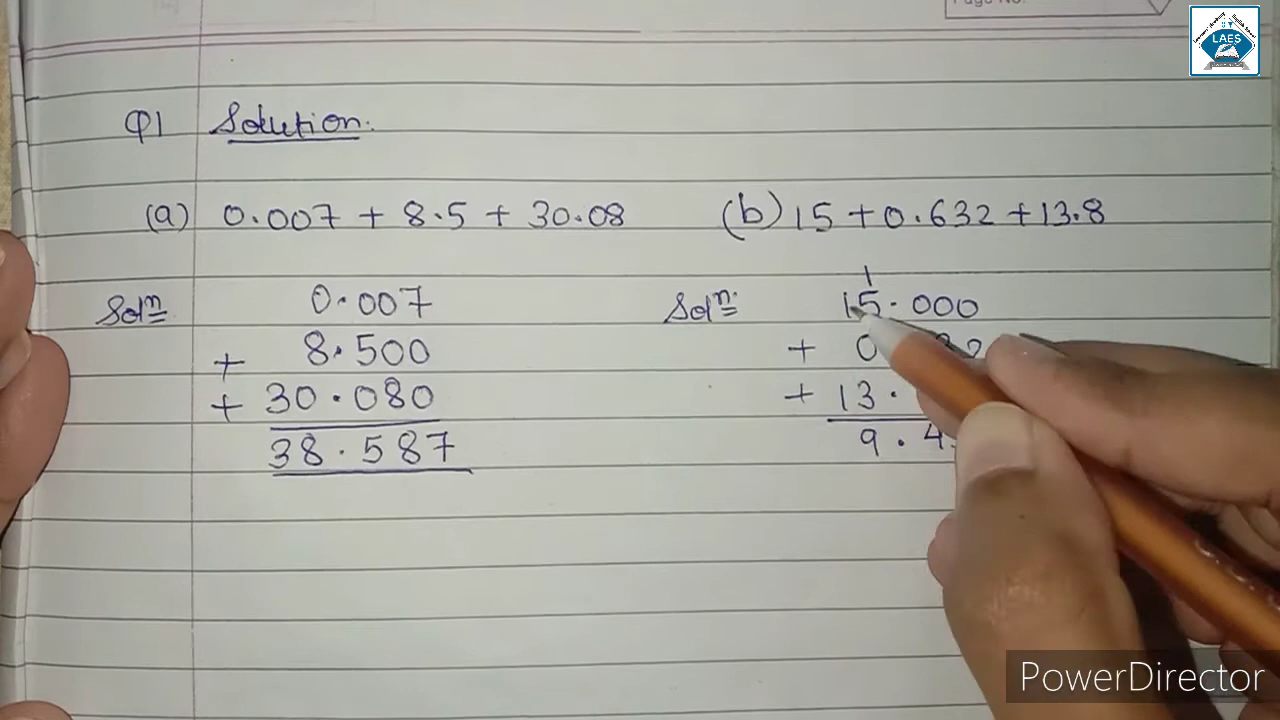 LAES
Q1 Solution.
(a) 0.007 + 8.5 + 30.08 (b) 15 + 0.632 + 13.8
Solⁿ 0.007 Solⁿ. 1
15.000
+ 8.500 + 0
+ 30.080 + 13.
38.587 9.4
PowerDirector